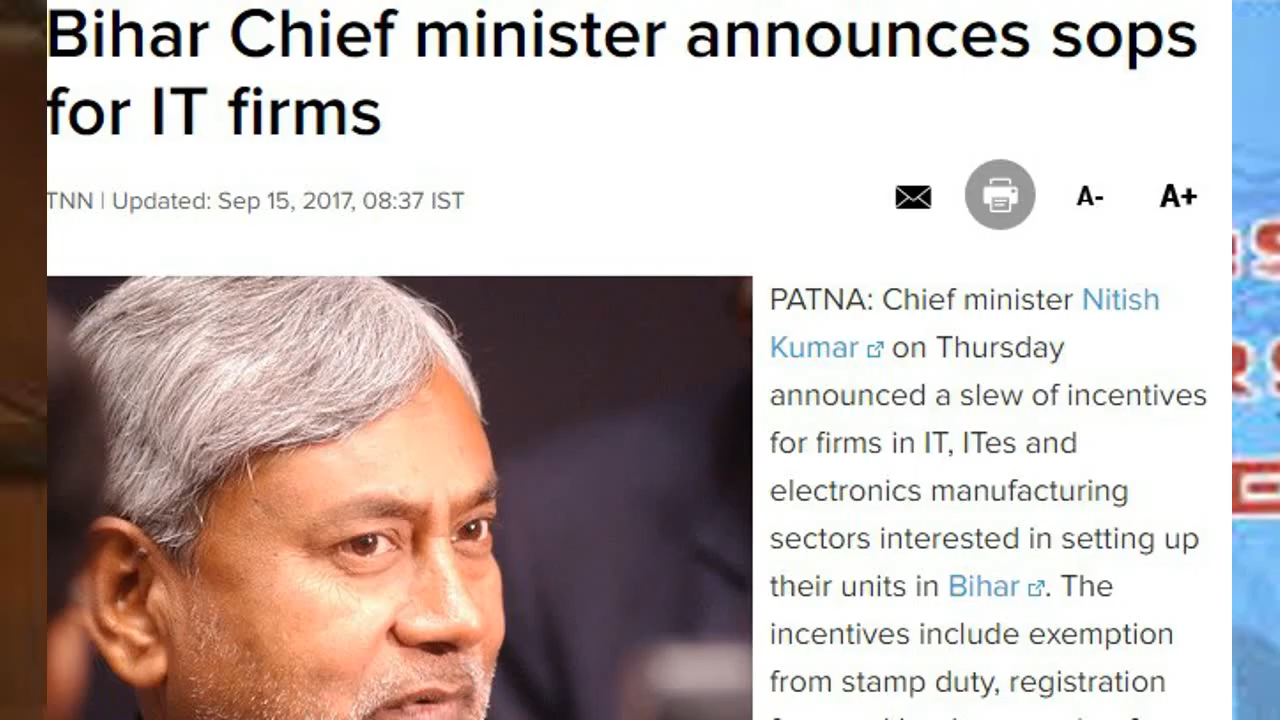 Bihar Chief minister announces sops
for IT firms
TNN | Updated: Sep 15, 2017, 08:37 IST
A-
A+
PATNA: Chief minister Nitish
Kumar on Thursday
announced a slew of incentives
for firms in IT, ITes and
electronics manufacturing
sectors interested in setting up
their units in Bihar. The
incentives include exemption
from stamp duty, registration